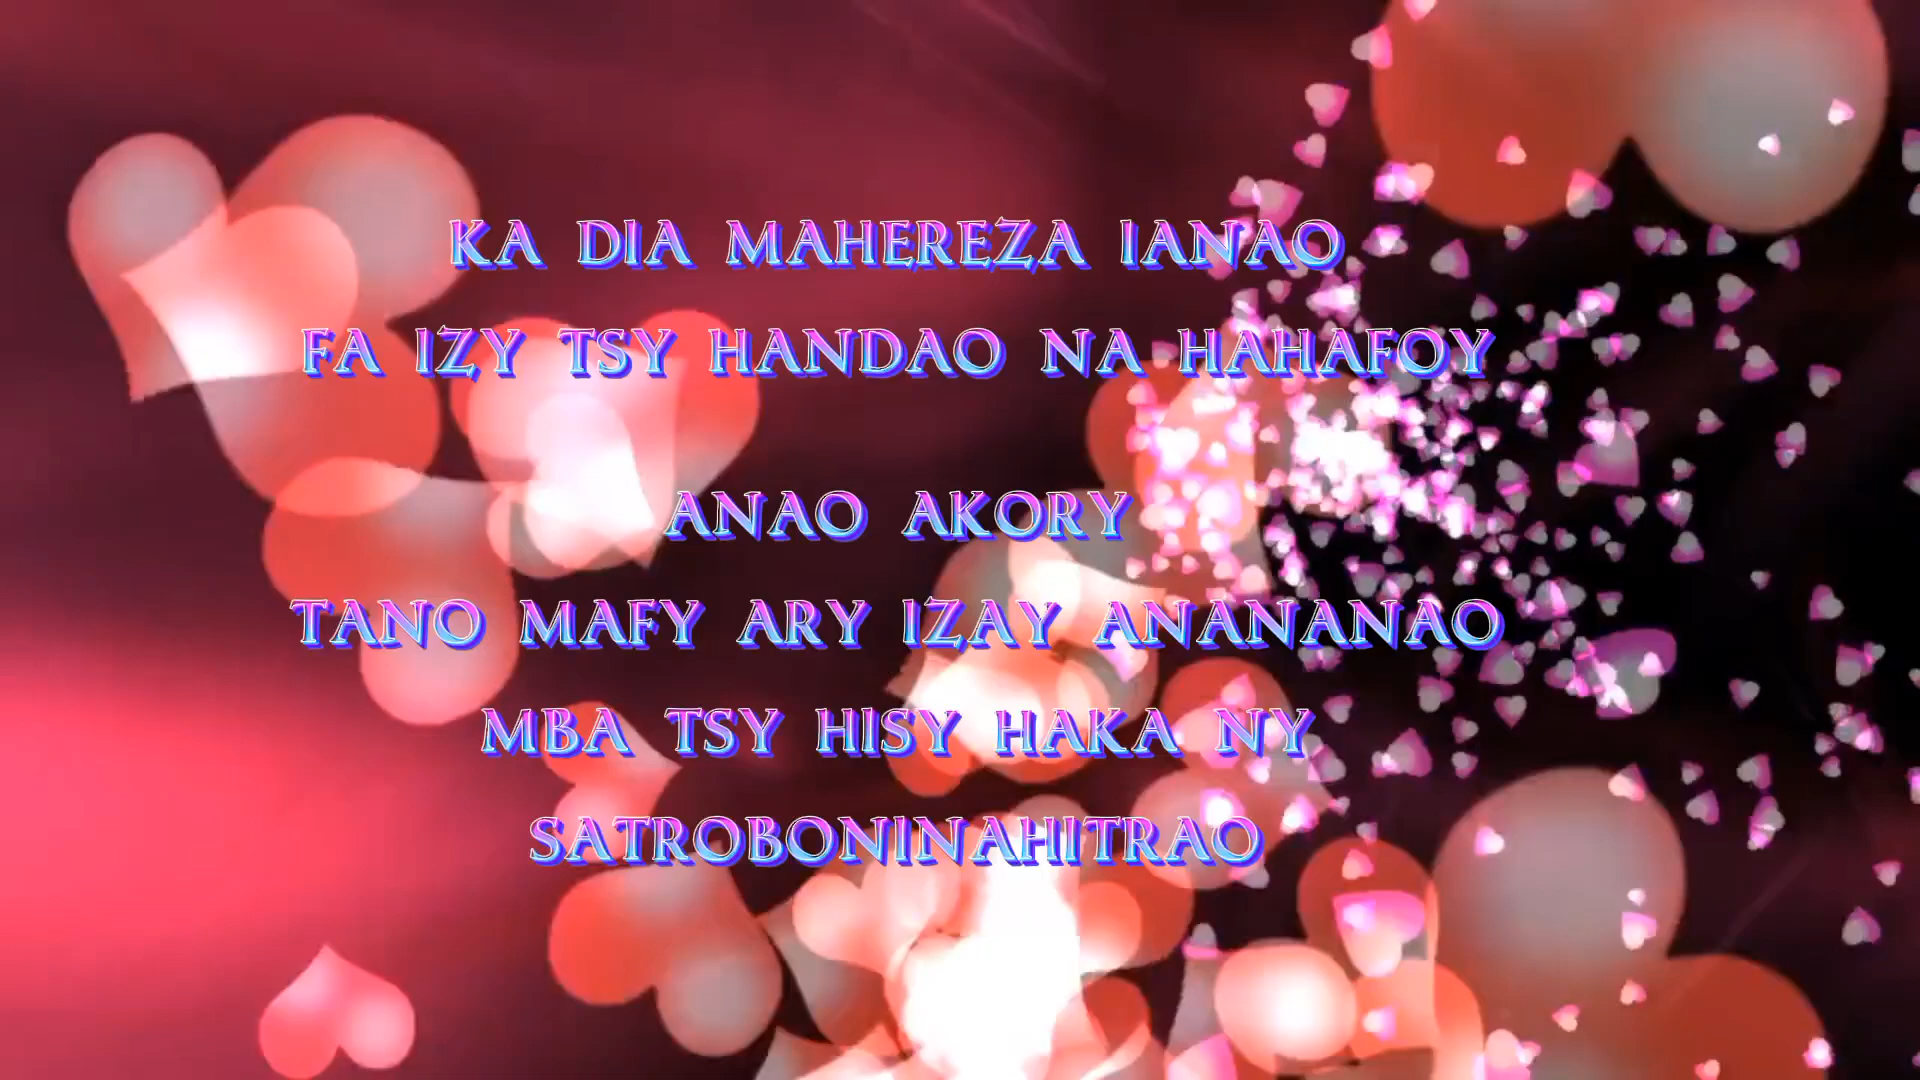 KA DIA MAHEREZA IANAO
FA IZY TSY HANDAO NA HAHAFOY
ANAO AKORY
TANO MAFY ARY IZAY ANANANAO
MBA TSY HISY HAKA NY
SATROBONINAHITRAO